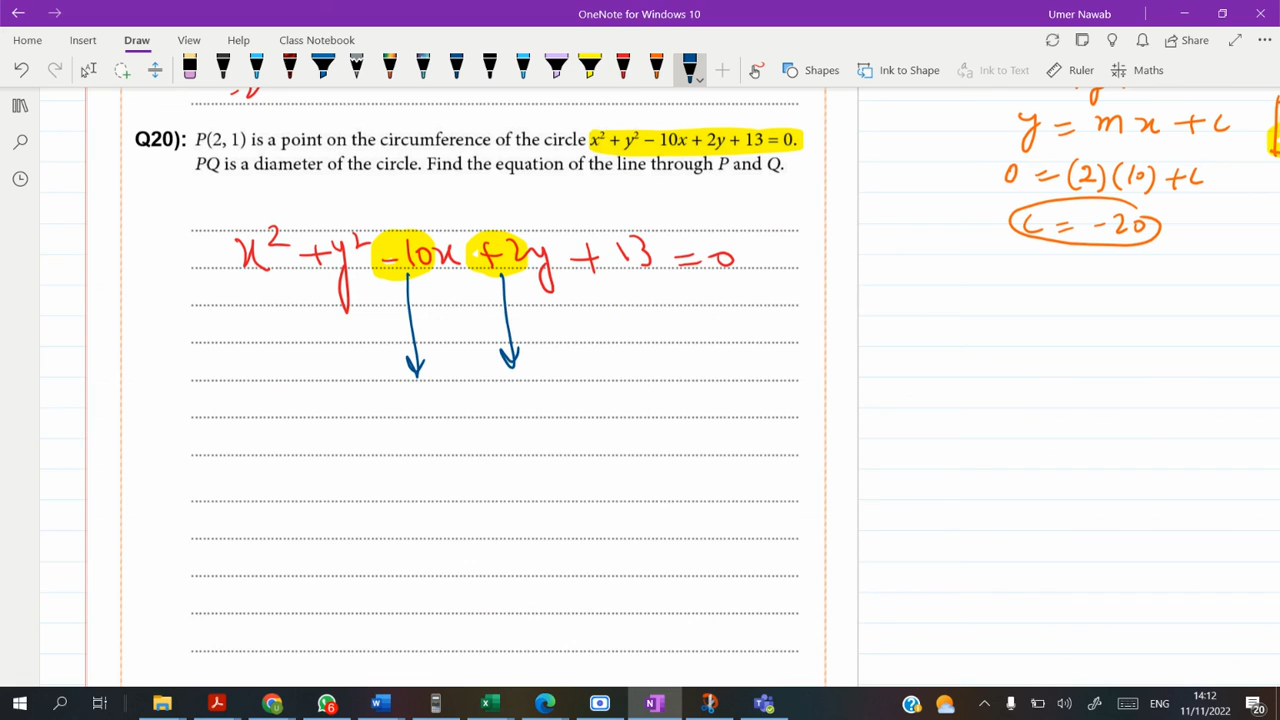 OneNote for Windows 10
Umer Nawab
Home Insert Draw View Help Class Notebook
Share
Shapes Ink to Shape Ink to Text Ruler Maths
Q20): P(2, 1) is a point on the circumference of the circle x² + y² − 10x + 2y + 13 = 0.
PQ is a diameter of the circle. Find the equation of the line through P and Q.
x² + y² − 10x + 2y + 13 = 0
y = mx + c
0 = (2)(10) + c
c = −20
6
ENG
14:12
11/11/2022
20